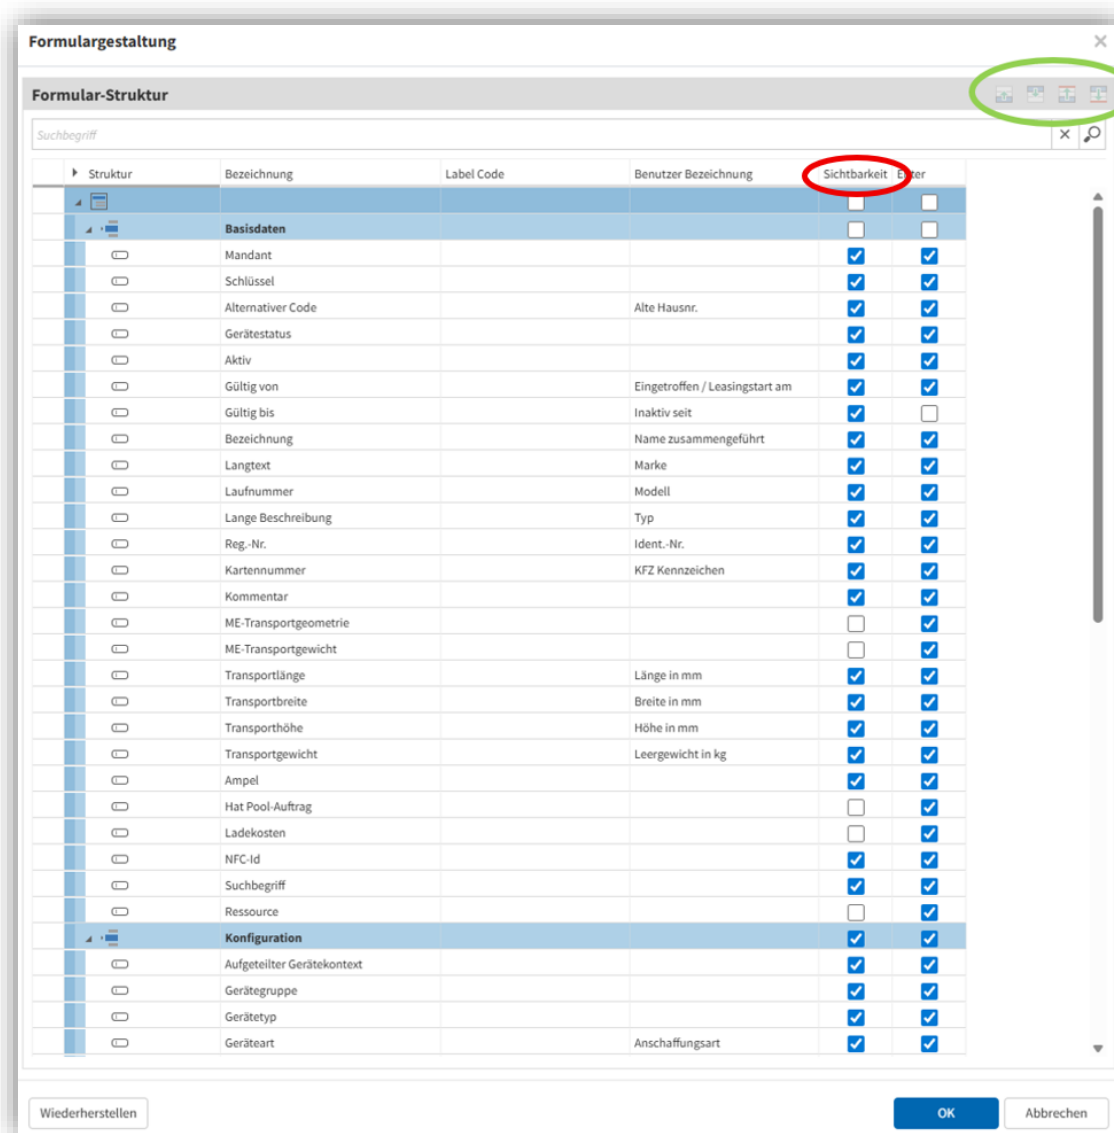 Formulargestaltung
Formular-Struktur
Suchbegriff
Struktur Bezeichnung Label Code Benutzer Bezeichnung Sichtbarkeit
Basisdaten
Mandant
Schlüssel
Alternativer Code Alte Hausnr.
Gerätestatus
Aktiv
Gültig von Eingetroffen / Leasingstart am
Gültig bis Inaktiv seit
Bezeichnung Name zusammengeführt
Langtext Marke
Laufnummer Modell
Lange Beschreibung Typ
Reg.-Nr. Ident.-Nr.
Kartennummer KFZ Kennzeichen
Kommentar
ME-Transportgeometrie
ME-Transportgewicht
Transportlänge Länge in mm
Transportbreite Breite in mm
Transporthöhe Höhe in mm
Transportgewicht Leergewicht in kg
Ampel
Hat Pool-Auftrag
Ladekosten
NFC-Id
Suchbegriff
Ressource
Konfiguration
Aufgeteilter Gerätekontext
Gerätegruppe
Gerätetyp
Geräteart Anschaffungsart
Wiederherstellen OK Abbrechen